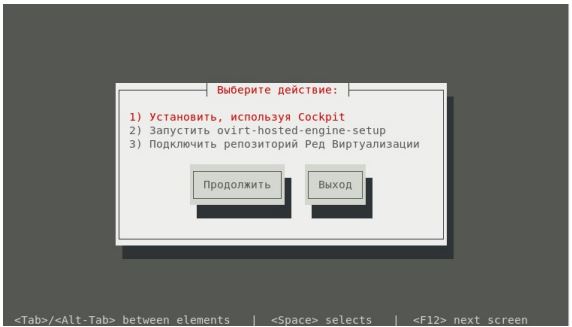 Выберите действие:
1) Установить, используя Cockpit
2) Запустить ovirt-hosted-engine-setup
3) Подключить репозиторий Ред Виртуализации
Продолжить Выход
<Tab>/<Alt-Tab> between elements | <Space> selects | <F12> next screen